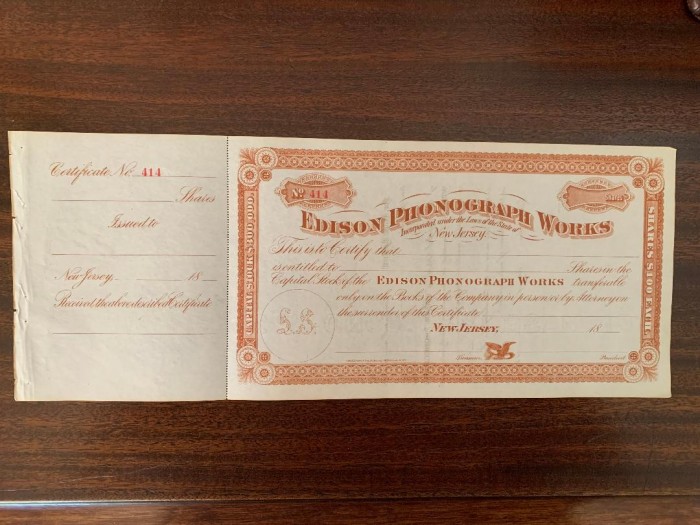 Certificate No. 414
Shares
Issued to
New Jersey, 18
Received the above described Certificate
CAPITAL STOCK
SHARES $100 EACH.
No. 414
Shares
EDISON PHONOGRAPH WORKS
Incorporated under the Laws of the State of
New Jersey.
This is to Certify that
is entitled to Shares in the
Capital Stock of the EDISON PHONOGRAPH WORKS transferable
only on the Books of the Company in person or by Attorney on
the surrender of this Certificate.
L.S.
NEW JERSEY, 18
Treasurer. President.